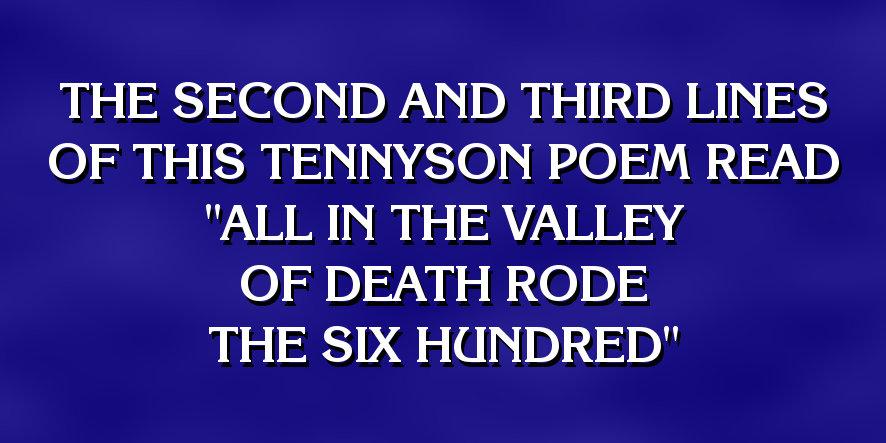 THE SECOND AND THIRD LINES
OF THIS TENNYSON POEM READ
"ALL IN THE VALLEY
OF DEATH RODE
THE SIX HUNDRED"